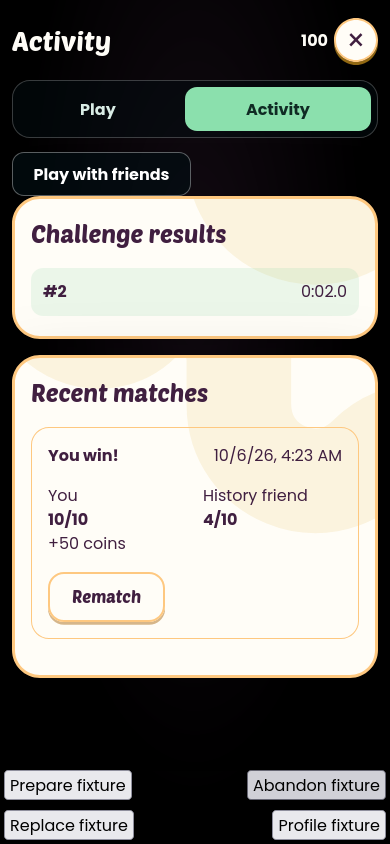 Activity
100 ✕
Play Activity
Play with friends
Challenge results
#2 0:02.0
Recent matches
You win! 10/6/26, 4:23 AM
You History friend
10/10 4/10
+50 coins
Rematch
Prepare fixture Abandon fixture
Replace fixture Profile fixture